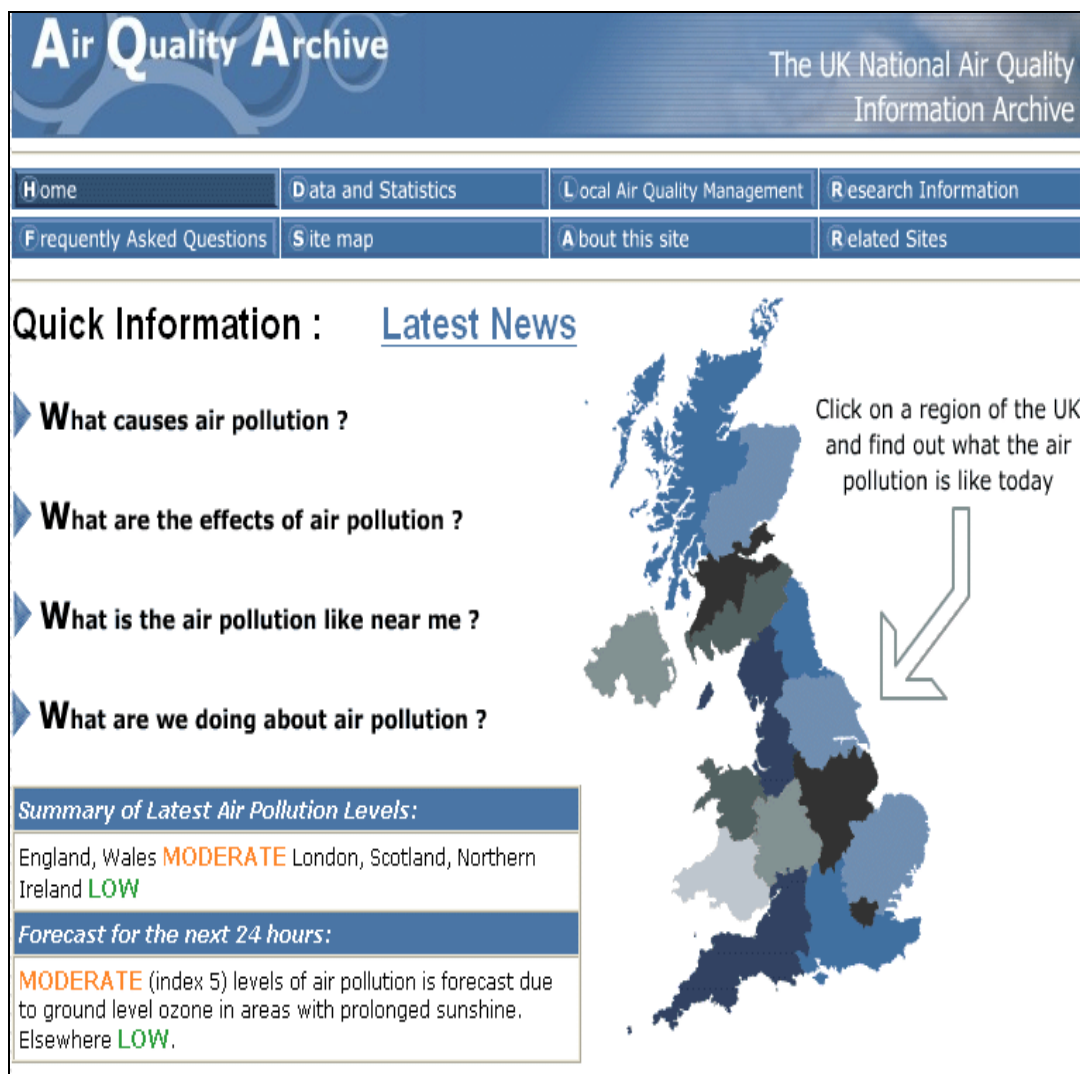 Air Quality Archive
The UK National Air Quality
Information Archive
Home
Data and Statistics
Local Air Quality Management
Research Information
Frequently Asked Questions
Site map
About this site
Related Sites
Quick Information :
Latest News
What causes air pollution ?
What are the effects of air pollution ?
What is the air pollution like near me ?
What are we doing about air pollution ?
Click on a region of the UK
and find out what the air
pollution is like today
Summary of Latest Air Pollution Levels:
England, Wales MODERATE London, Scotland, Northern
Ireland LOW
Forecast for the next 24 hours:
MODERATE (index 5) levels of air pollution is forecast due
to ground level ozone in areas with prolonged sunshine.
Elsewhere LOW.